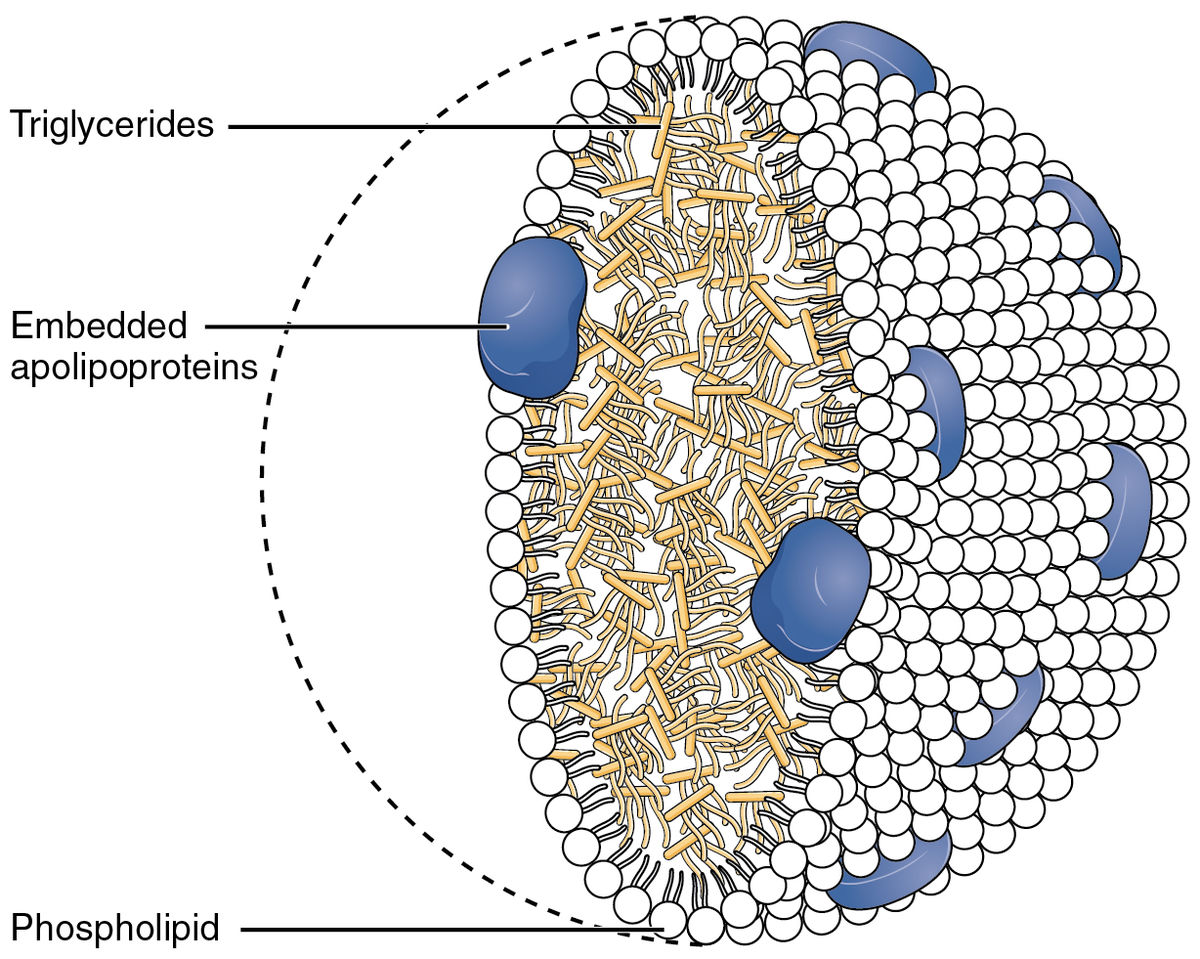 Triglycerides
Embedded
apolipoproteins
Phospholipid